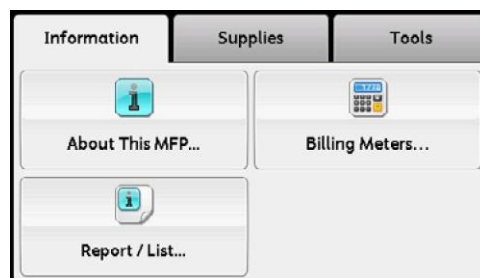 Information Supplies Tools
About This MFP... Billing Meters...
Report / List...